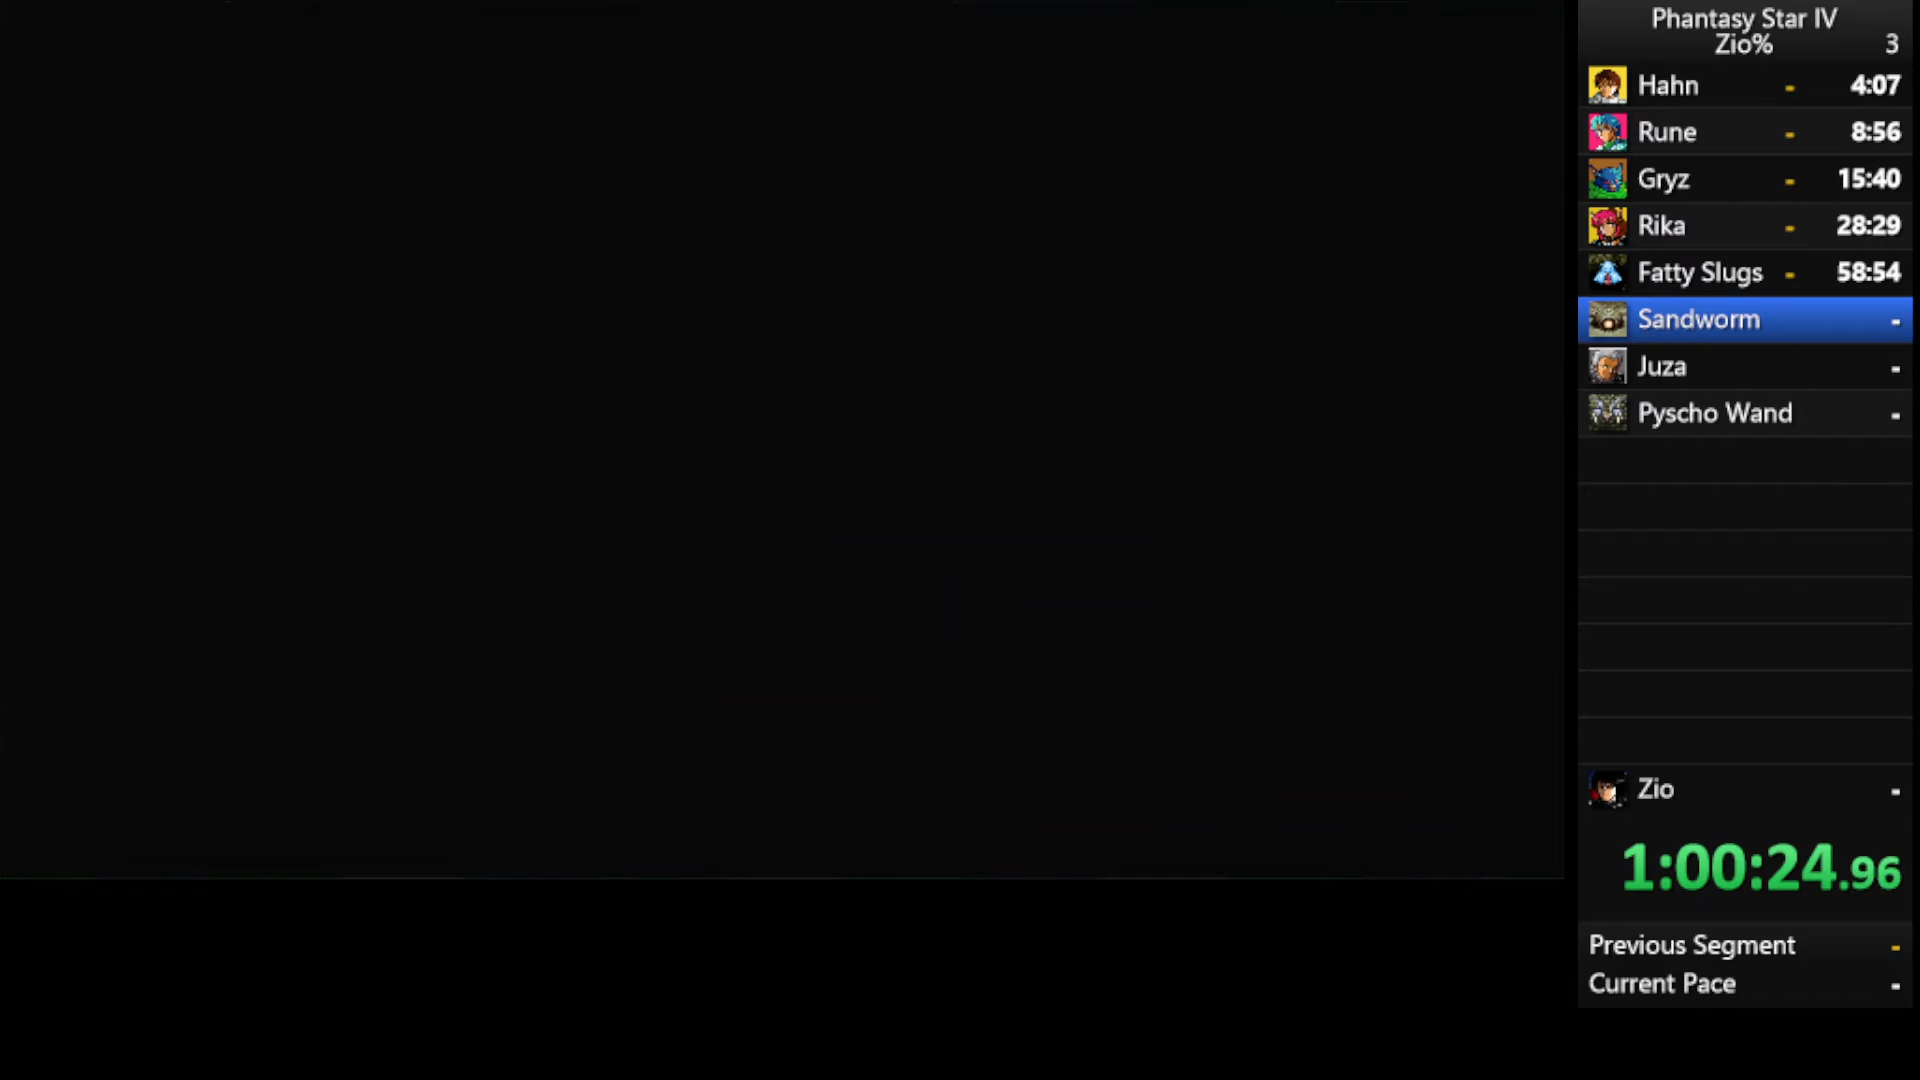 Phantasy Star IV
Zio% 3
Hahn - 4:07
Rune - 8:56
Gryz - 15:40
Rika - 28:29
Fatty Slugs - 58:54
Sandworm -
Juza -
Pyscho Wand -
Zio -
1:00:24.96
Previous Segment -
Current Pace -